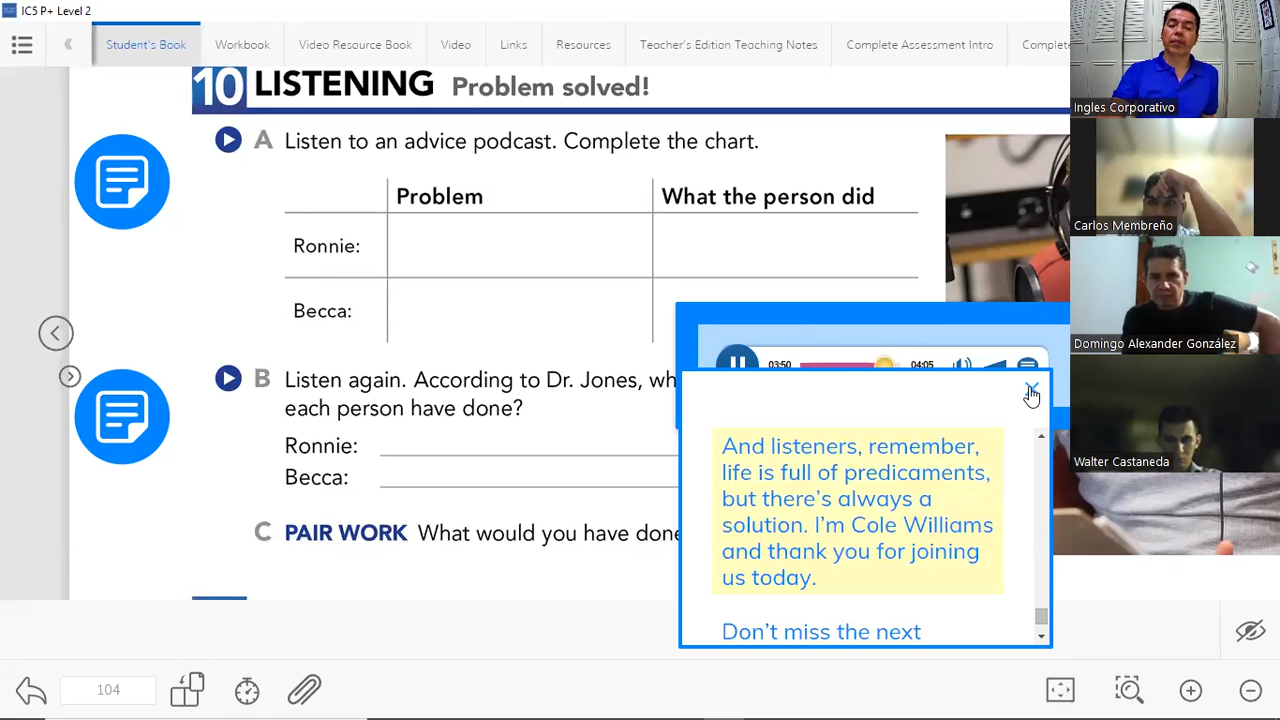 IC5 P+ Level 2
Student's Book
Workbook
Video Resource Book
Video
Links
Resources
Teacher's Edition Teaching Notes
Complete Assessment Intro
Complete
10 LISTENING Problem solved!
A Listen to an advice podcast. Complete the chart.
Problem What the person did
Ronnie:
Becca:
B Listen again. According to Dr. Jones, wh
each person have done?
Ronnie:
Becca:
C PAIR WORK What would you have done
03:50 04:05
And listeners, remember,
life is full of predicaments,
but there's always a
solution. I'm Cole Williams
and thank you for joining
us today.
Don't miss the next
104
Ingles Corporativo
Carlos Membreño
Domingo Alexander González
Walter Castaneda